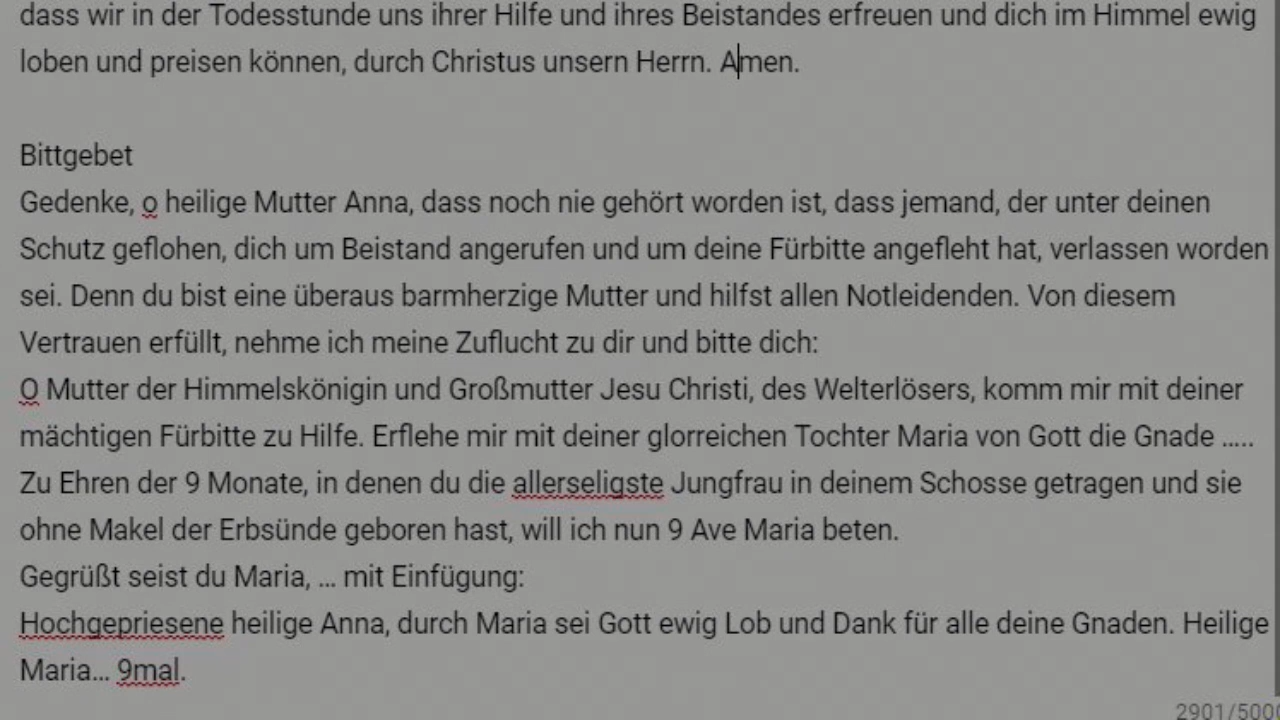 dass wir in der Todesstunde uns ihrer Hilfe und ihres Beistandes erfreuen und dich im Himmel ewig
loben und preisen können, durch Christus unsern Herrn. Amen.
Bittgebet
Gedenke, o heilige Mutter Anna, dass noch nie gehört worden ist, dass jemand, der unter deinen
Schutz geflohen, dich um Beistand angerufen und um deine Fürbitte angefleht hat, verlassen worden
sei. Denn du bist eine überaus barmherzige Mutter und hilfst allen Notleidenden. Von diesem
Vertrauen erfüllt, nehme ich meine Zuflucht zu dir und bitte dich:
O Mutter der Himmelskönigin und Großmutter Jesu Christi, des Welterlösers, komm mir mit deiner
mächtigen Fürbitte zu Hilfe. Erflehe mir mit deiner glorreichen Tochter Maria von Gott die Gnade …..
Zu Ehren der 9 Monate, in denen du die allerseligste Jungfrau in deinem Schosse getragen und sie
ohne Makel der Erbsünde geboren hast, will ich nun 9 Ave Maria beten.
Gegrüßt seist du Maria, … mit Einfügung:
Hochgepriesene heilige Anna, durch Maria sei Gott ewig Lob und Dank für alle deine Gnaden. Heilige
Maria… 9mal.
2901/5000